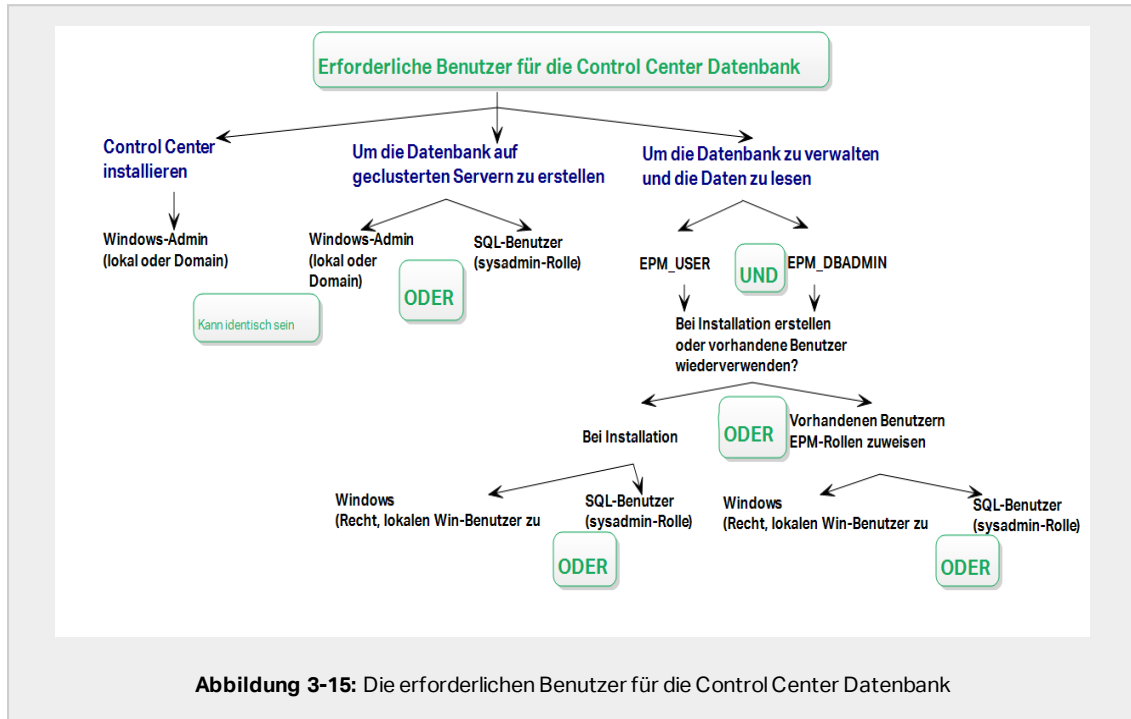 Erforderliche Benutzer für die Control Center Datenbank
Control Center
installieren
Um die Datenbank auf
geclusterten Servern zu erstellen
Um die Datenbank zu verwalten
und die Daten zu lesen
Windows-Admin
(lokal oder Domain)
Windows-Admin
(lokal oder
Domain)
SQL-Benutzer
(sysadmin-Rolle)
ODER
Kann identisch sein
EPM_USER
UND
EPM_DBADMIN
Bei Installation erstellen
oder vorhandene Benutzer
wiederverwenden?
Bei Installation
ODER
Vorhandenen Benutzern
EPM-Rollen zuweisen
Windows
(Recht, lokalen Win-Benutzer zu
SQL-Benutzer
(sysadmin-Rolle)
ODER
Windows
(Recht, lokalen Win-Benutzer zu
SQL-Benutzer
(sysadmin-Rolle)
ODER
Abbildung 3-15: Die erforderlichen Benutzer für die Control Center Datenbank